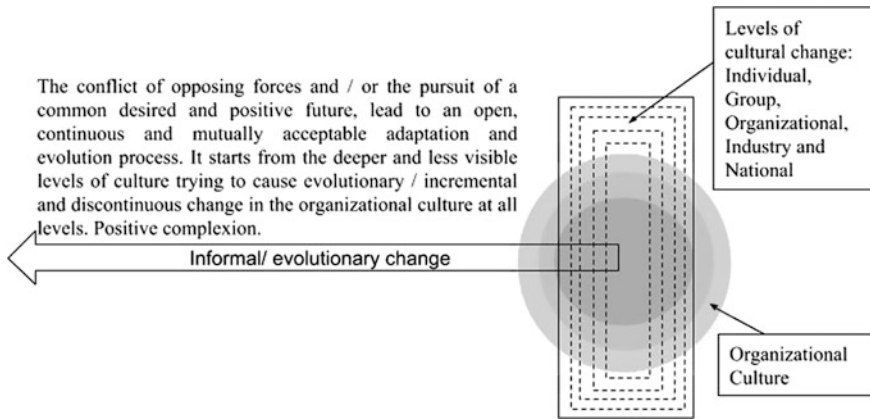 Levels of
cultural change:
Individual,
Group,
Organizational,
Industry and
National
The conflict of opposing forces and / or the pursuit of a
common desired and positive future, lead to an open,
continuous and mutually acceptable adaptation and
evolution process. It starts from the deeper and less visible
levels of culture trying to cause evolutionary / incremental
and discontinuous change in the organizational culture at all
levels. Positive complexion.
Informal/ evolutionary change
Organizational
Culture